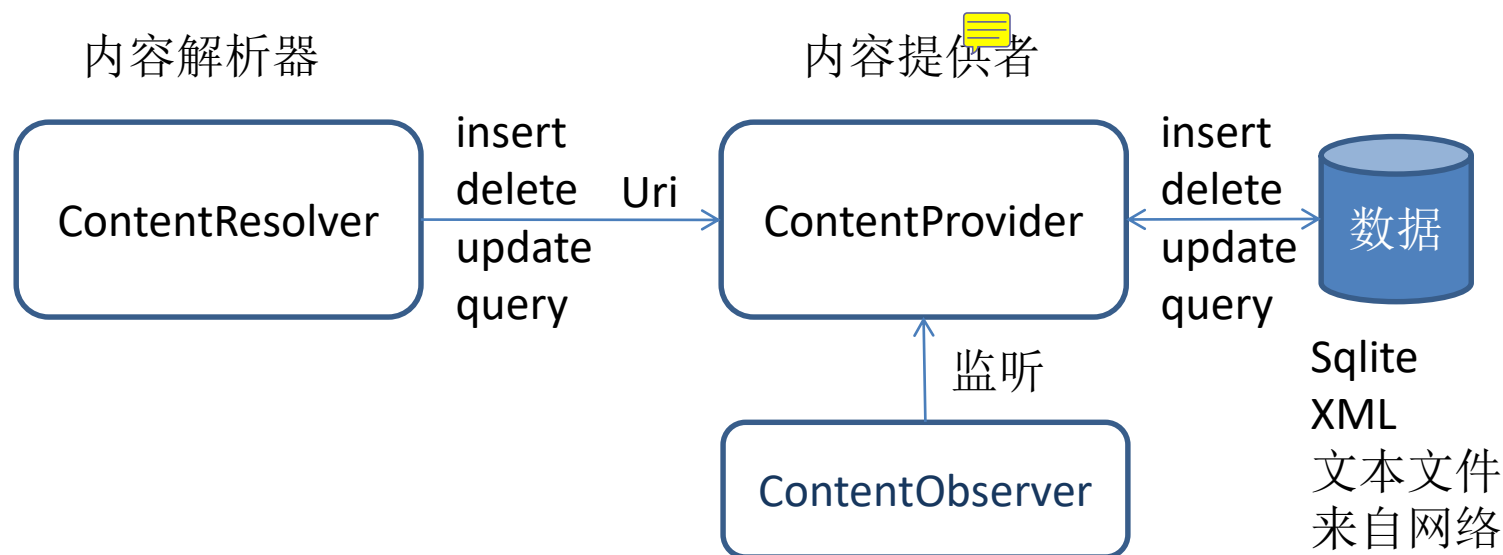 内容解析器
内容提供者
ContentResolver
insert
delete
Uri
update
query
ContentProvider
insert
delete
update
query
数据
监听
ContentObserver
Sqlite
XML
文本文件
来自网络